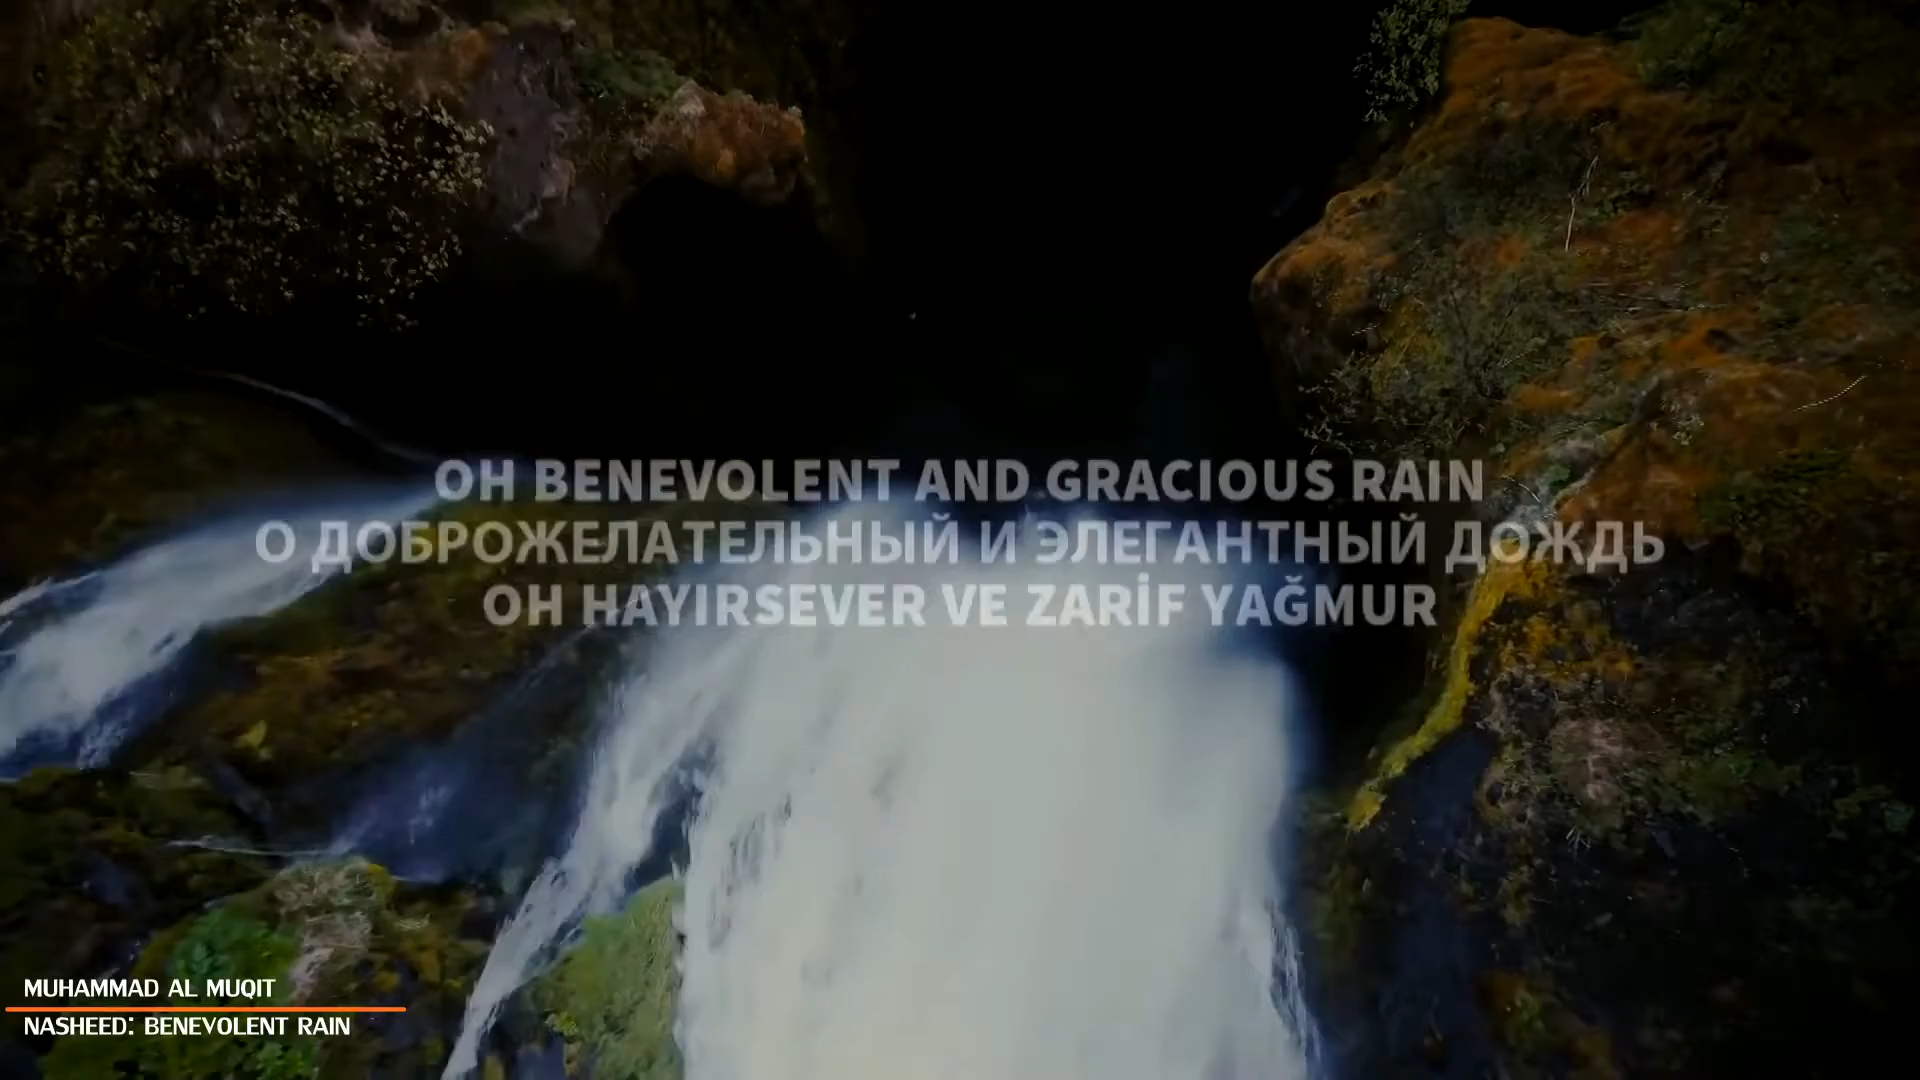 OH BENEVOLENT AND GRACIOUS RAIN
О ДОБРОЖЕЛАТЕЛЬНЫЙ И ЭЛЕГАНТНЫЙ ДОЖДЬ
OH HAYIRSEVER VE ZARİF YAĞMUR
MUHAMMAD AL MUQIT
NASHEED: BENEVOLENT RAIN